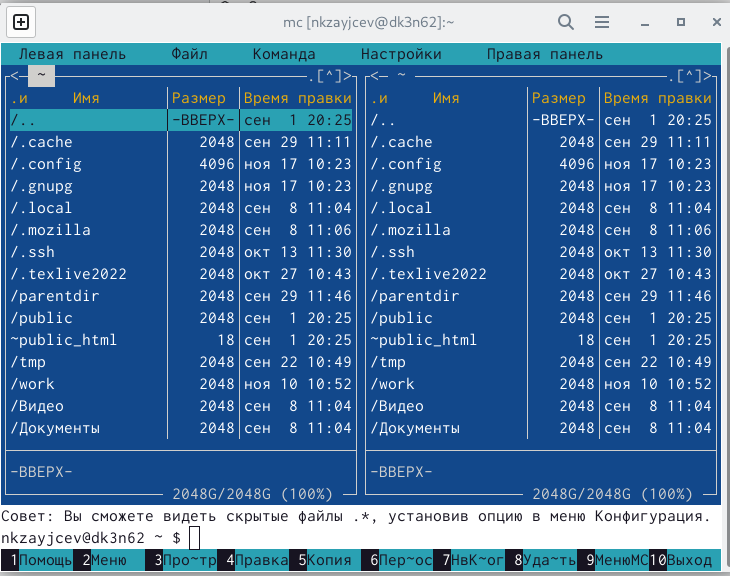 mc [nkzayjcev@dk3n62]:~
Левая панель Файл Команда Настройки Правая панель
<─ ~ .[^]> <─ ~ .[^]>
.и Имя Размер Время правки .и Имя Размер Время правки
/.. -ВВЕРХ- сен 1 20:25 /.. -ВВЕРХ- сен 1 20:25
/.cache 2048 сен 29 11:11 /.cache 2048 сен 29 11:11
/.config 4096 ноя 17 10:23 /.config 4096 ноя 17 10:23
/.gnupg 2048 ноя 17 10:23 /.gnupg 2048 ноя 17 10:23
/.local 2048 сен 8 11:04 /.local 2048 сен 8 11:04
/.mozilla 2048 сен 8 11:06 /.mozilla 2048 сен 8 11:06
/.ssh 2048 окт 13 11:30 /.ssh 2048 окт 13 11:30
/.texlive2022 2048 окт 27 10:43 /.texlive2022 2048 окт 27 10:43
/parentdir 2048 сен 29 11:46 /parentdir 2048 сен 29 11:46
/public 2048 сен 1 20:25 /public 2048 сен 1 20:25
~public_html 18 сен 1 20:25 ~public_html 18 сен 1 20:25
/tmp 2048 сен 22 10:49 /tmp 2048 сен 22 10:49
/work 2048 ноя 10 10:52 /work 2048 ноя 10 10:52
/Видео 2048 сен 8 11:04 /Видео 2048 сен 8 11:04
/Документы 2048 сен 8 11:04 /Документы 2048 сен 8 11:04
-ВВЕРХ- -ВВЕРХ-
2048G/2048G (100%) 2048G/2048G (100%)
Совет: Вы сможете видеть скрытые файлы .*, установив опцию в меню Конфигурация.
nkzayjcev@dk3n62 ~ $
1Помощь 2Меню 3Про~тр 4Правка 5Копия 6Пер~ос 7НвК~ог 8Уда~ть 9МенюMC 10Выход